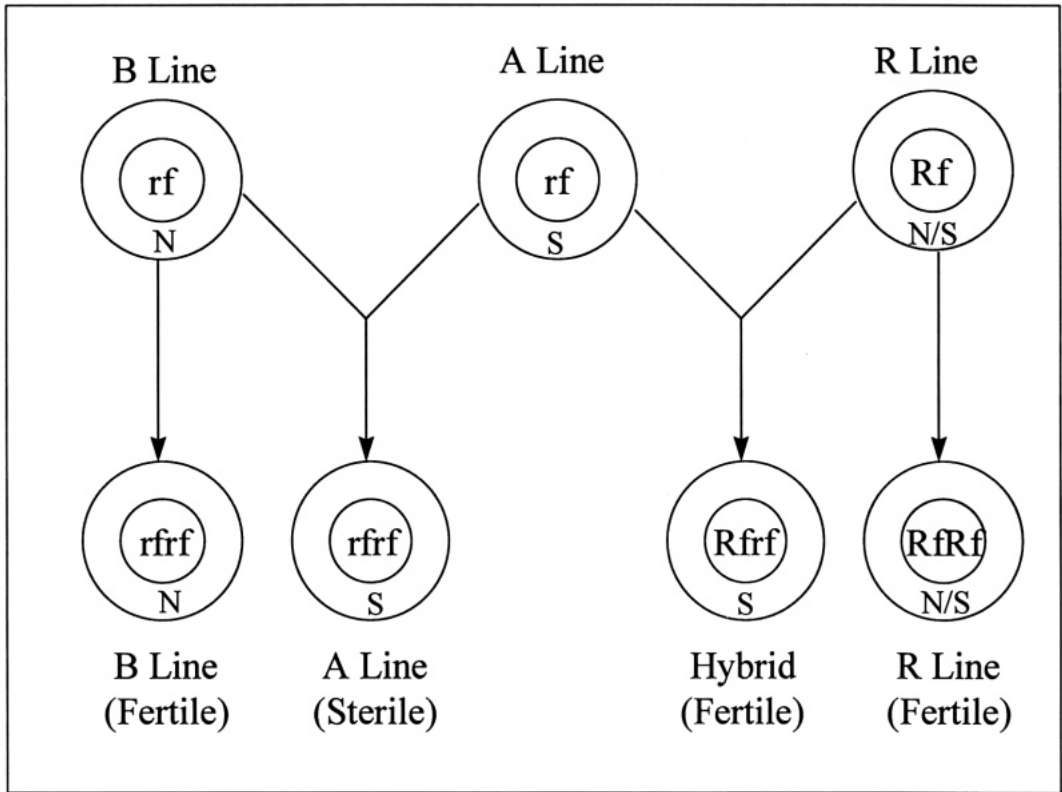 B Line
A Line
R Line
rf
N
rf
S
Rf
N/S
rfrf
N
rfrf
S
Rfrf
S
RfRf
N/S
B Line
(Fertile)
A Line
(Sterile)
Hybrid
(Fertile)
R Line
(Fertile)